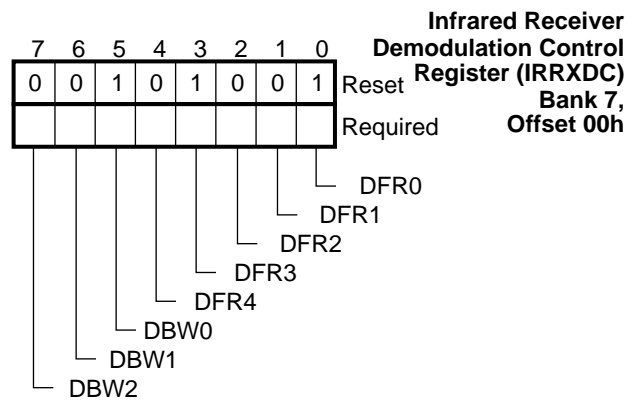 Infrared Receiver
Demodulation Control
Register (IRRXDC)
Bank 7,
Offset 00h
7 6 5 4 3 2 1 0
0 0 1 0 1 0 0 1 Reset
Required
DFR0
DFR1
DFR2
DFR3
DFR4
DBW0
DBW1
DBW2